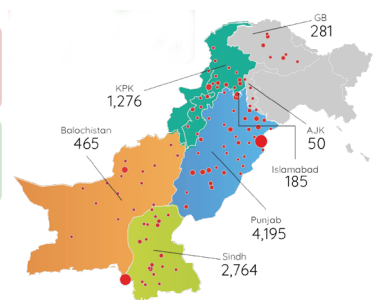 GB
281
KPK
1,276
Balochistan
465
AJK
50
Islamabad
185
Punjab
4,195
Sindh
2,764